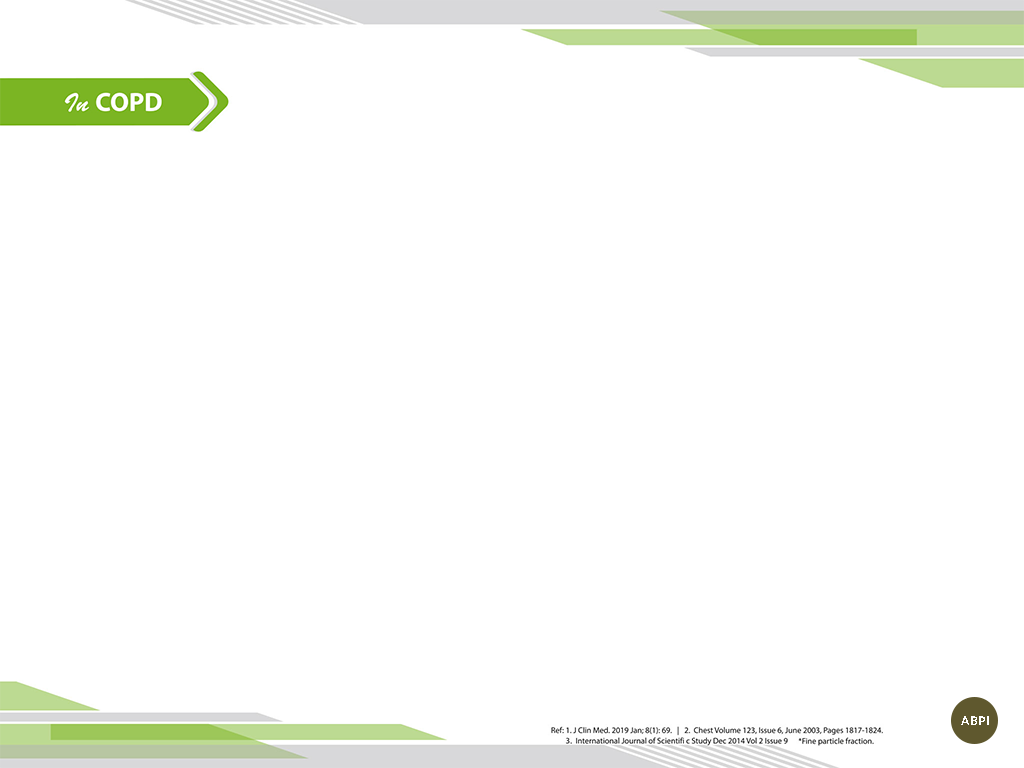 In COPD
Ref: 1. J Clin Med. 2019 Jan; 8(1): 69. | 2. Chest Volume 123, Issue 6, June 2003, Pages 1817-1824.
3. International Journal of Scientifi c Study Dec 2014 Vol 2 Issue 9 *Fine particle fraction.
ABPI